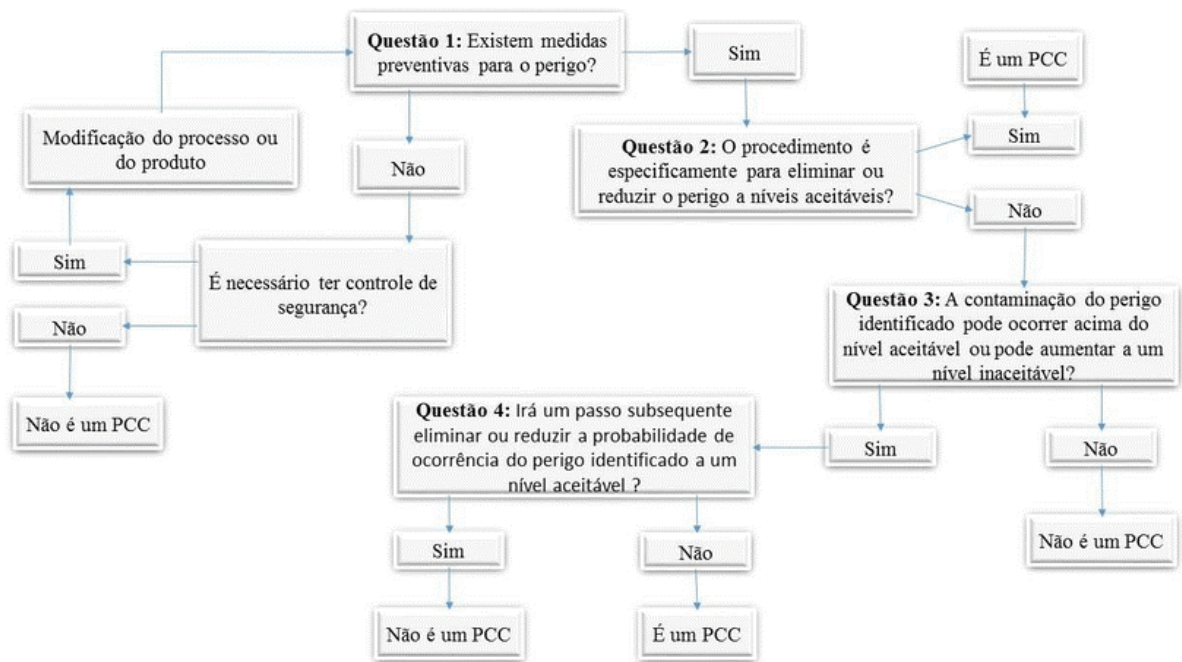 Questão 1: Existem medidas
preventivas para o perigo?
Sim
É um PCC
Modificação do processo ou
do produto
Não
Questão 2: O procedimento é
especificamente para eliminar ou
reduzir o perigo a níveis aceitáveis?
Sim
Não
Sim
É necessário ter controle de
segurança?
Não
Não é um PCC
Questão 3: A contaminação do perigo
identificado pode ocorrer acima do
nível aceitável ou pode aumentar a um
nível inaceitável?
Questão 4: Irá um passo subsequente
eliminar ou reduzir a probabilidade de
ocorrência do perigo identificado a um
nível aceitável ?
Sim
Não
Não é um PCC
Sim
Não
Não é um PCC
É um PCC